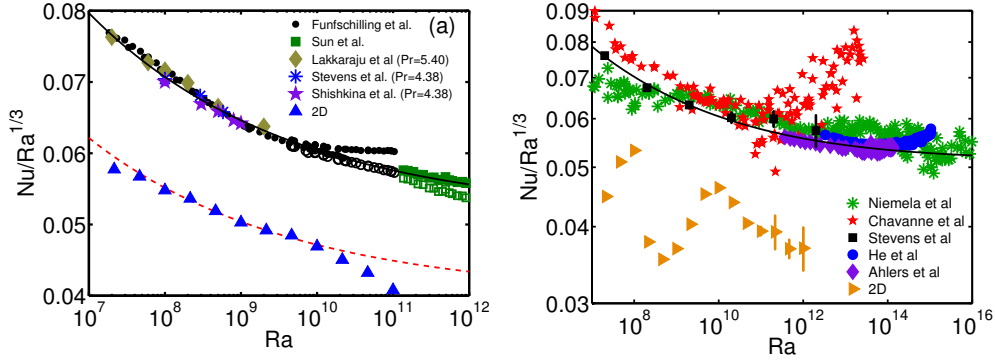 (a)
Funfschilling et al.
Sun et al.
Lakkaraju et al (Pr=5.40)
Stevens et al. (Pr=4.38)
Shishkina et al. (Pr=4.38)
2D
0.08
0.07
0.06
0.05
0.04
Nu/Ra^{1/3}
10^7
10^8
10^9
10^{10}
10^{11}
10^{12}
Ra
0.09
0.08
0.07
0.06
0.05
0.04
0.03
Nu/Ra^{1/3}
Niemela et al
Chavanne et al
Stevens et al
He et al
Ahlers et al
2D
10^8
10^{10}
10^{12}
10^{14}
10^{16}
Ra